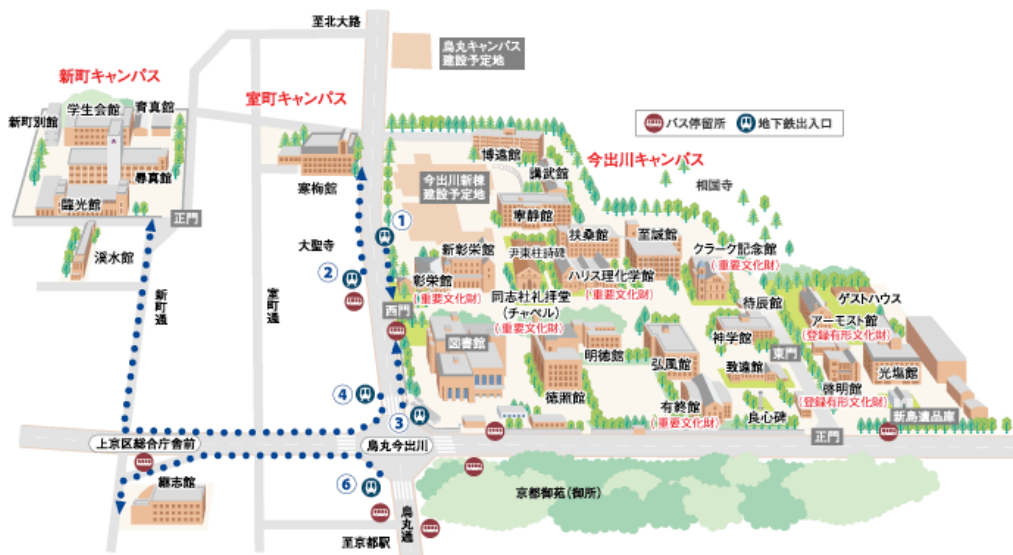 至北大路
烏丸キャンパス
建設予定地
新町キャンパス
学生会館
育真館
新町別館
尋真館
臨光館
正門
渓水館
室町キャンパス
寒梅館
バス停留所
地下鉄出入口
今出川キャンパス
博遠館
講武館
相国寺
今出川新棟
建設予定地
寧静館
扶桑館
至誠館
クラーク記念館
(重要文化財)
①
大聖寺
②
新彰栄館
尹東柱詩碑
ハリス理化学館
(重要文化財)
彰栄館
(重要文化財)
同志社礼拝堂
(チャペル)
(重要文化財)
待辰館
ゲストハウス
アーモスト館
(登録有形文化財)
新町通
室町通
西門
図書館
明徳館
弘風館
神学館
東門
致遠館
光塩館
啓明館
(登録有形文化財)
徳照館
有終館
(重要文化財)
良心碑
新島遺品庫
④
③
上京区総合庁舎前
烏丸今出川
正門
継志館
⑥
京都御苑(御所)
烏丸通
至京都駅